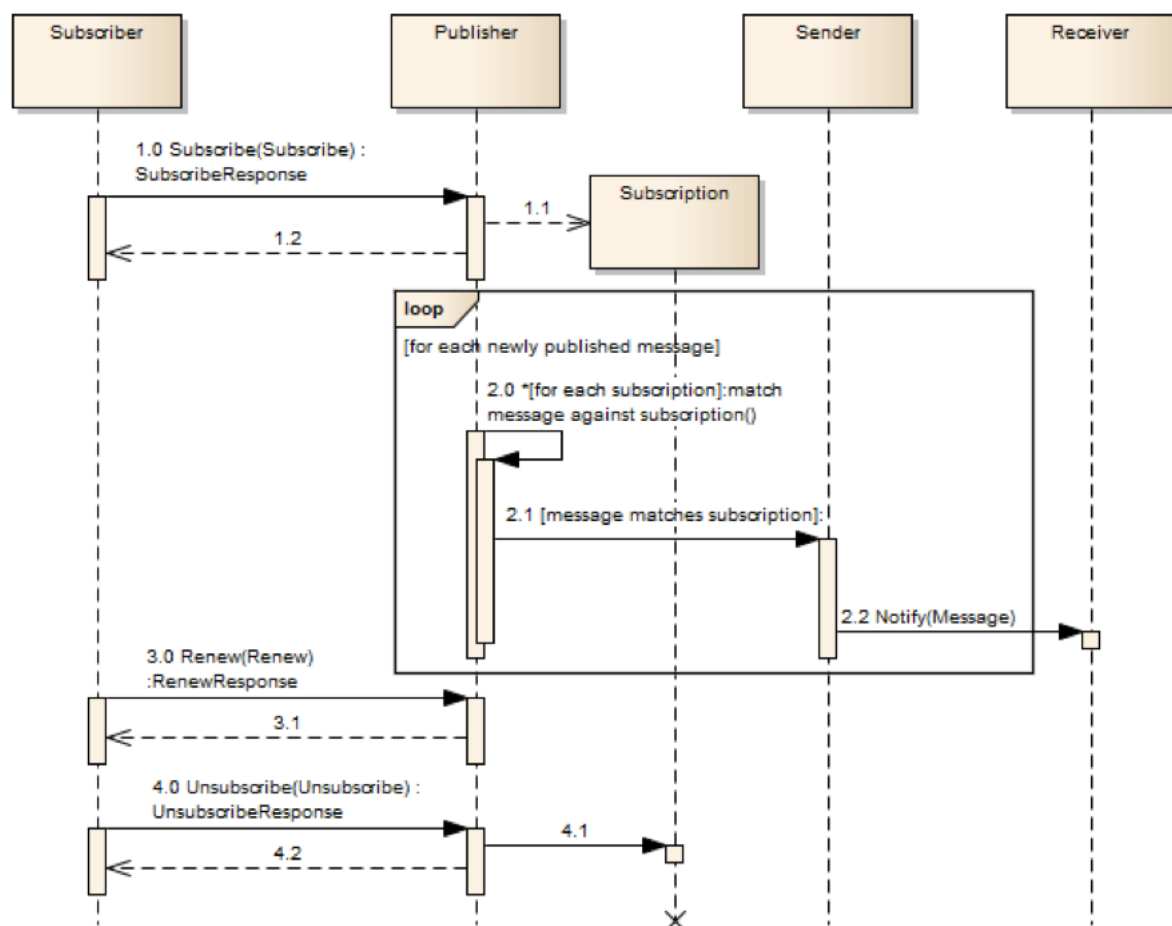 Subscriber
Publisher
Sender
Receiver
1.0 Subscribe(Subscribe) :
SubscribeResponse
Subscription
1.1
1.2
loop
[for each newly published message]
2.0 *[for each subscription]:match
message against subscription()
2.1 [message matches subscription]:
2.2 Notify(Message)
3.0 Renew(Renew)
:RenewResponse
3.1
4.0 Unsubscribe(Unsubscribe) :
UnsubscribeResponse
4.1
4.2